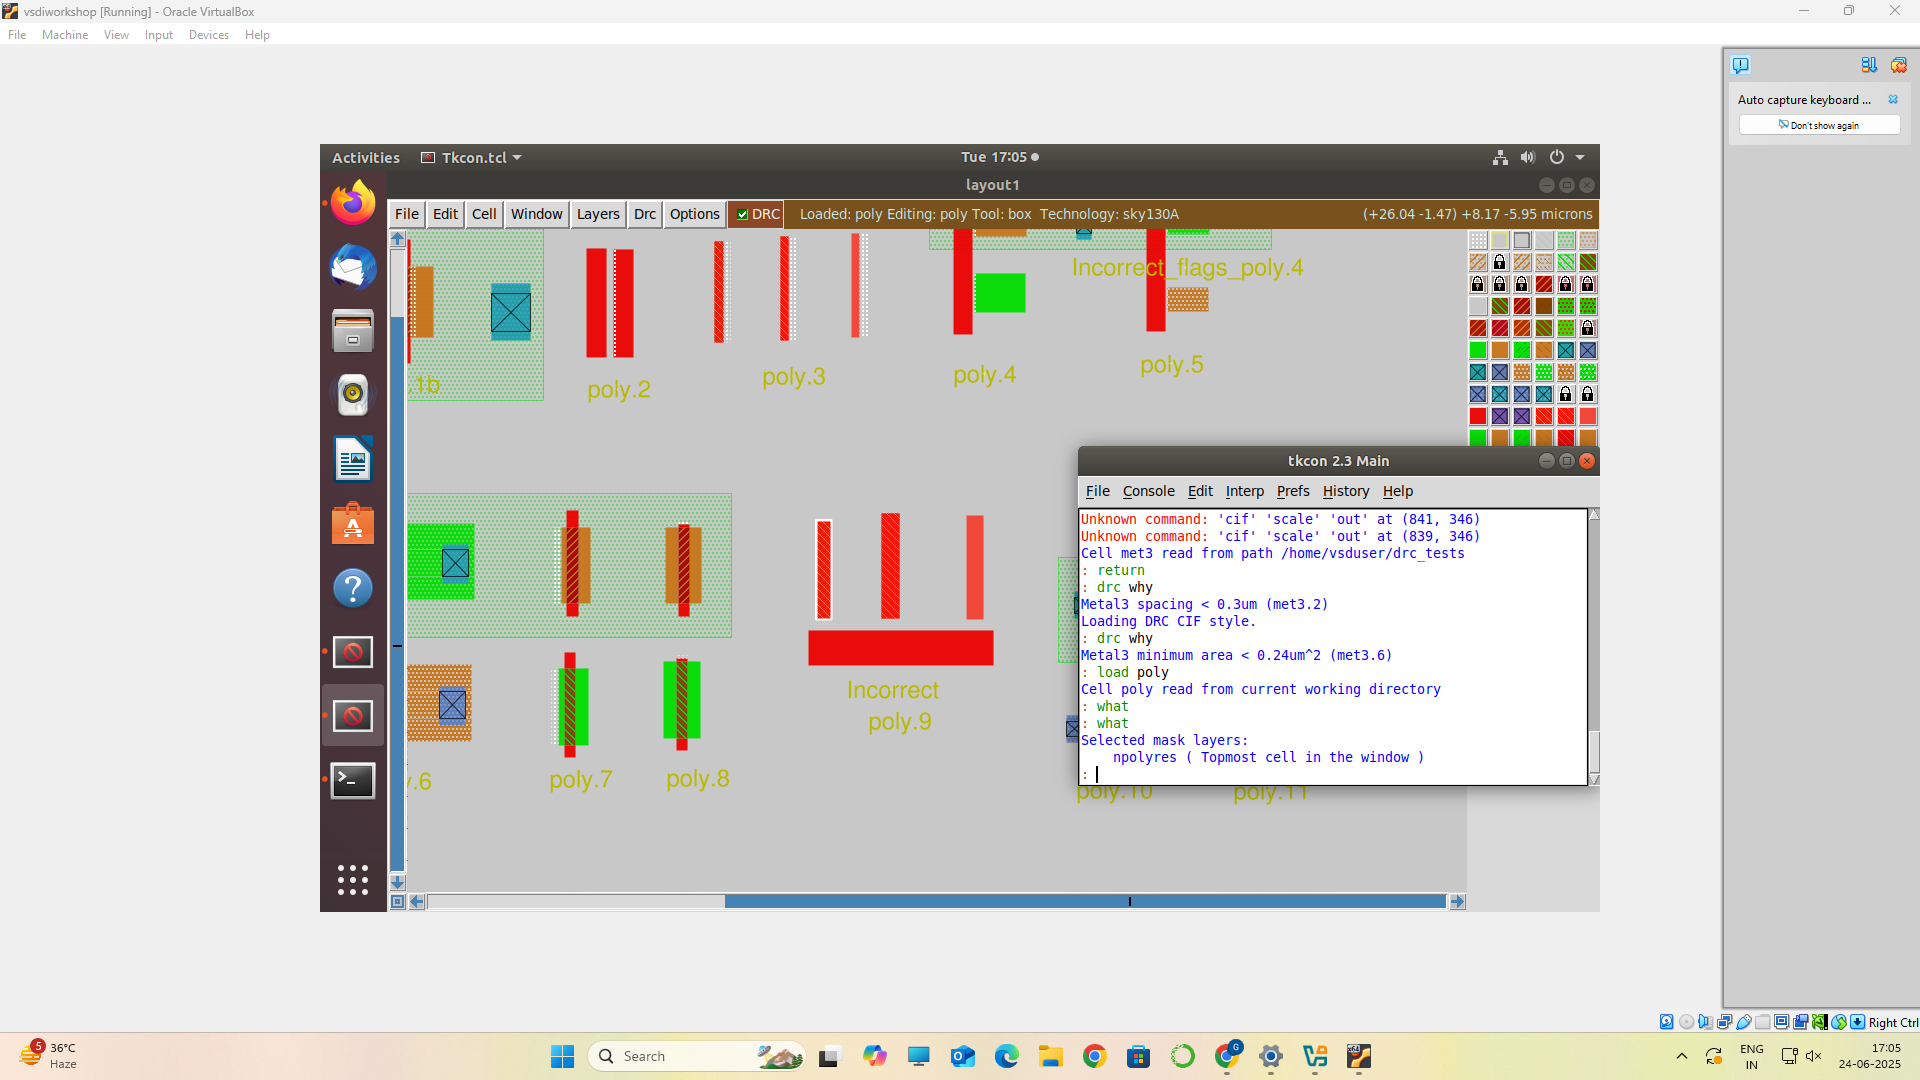 vsdiworkshop [Running] - Oracle VirtualBox
File Machine View Input Devices Help
Auto capture keyboard ...
Don't show again
Activities Tkcon.tcl Tue 17:05
layout1
File Edit Cell Window Layers Drc Options DRC Loaded: poly Editing: poly Tool: box Technology: sky130A (+26.04 -1.47) +8.17 -5.95 microns
Incorrect_flags_poly.4
.1b poly.2 poly.3 poly.4 poly.5
tkcon 2.3 Main
File Console Edit Interp Prefs History Help
Unknown command: 'cif' 'scale' 'out' at (841, 346)
Unknown command: 'cif' 'scale' 'out' at (839, 346)
Cell met3 read from path /home/vsduser/drc_tests
: return
: drc why
Metal3 spacing < 0.3um (met3.2)
Loading DRC CIF style.
: drc why
Metal3 minimum area < 0.24um^2 (met3.6)
: load poly
Cell poly read from current working directory
: what
: what
Selected mask layers:
npolyres ( Topmost cell in the window )
:
Incorrect
poly.9
y.6 poly.7 poly.8 poly.10 poly.11
Right Ctrl
5
36°C
Haze
Search
G
ENG
IN
17:05
24-06-2025